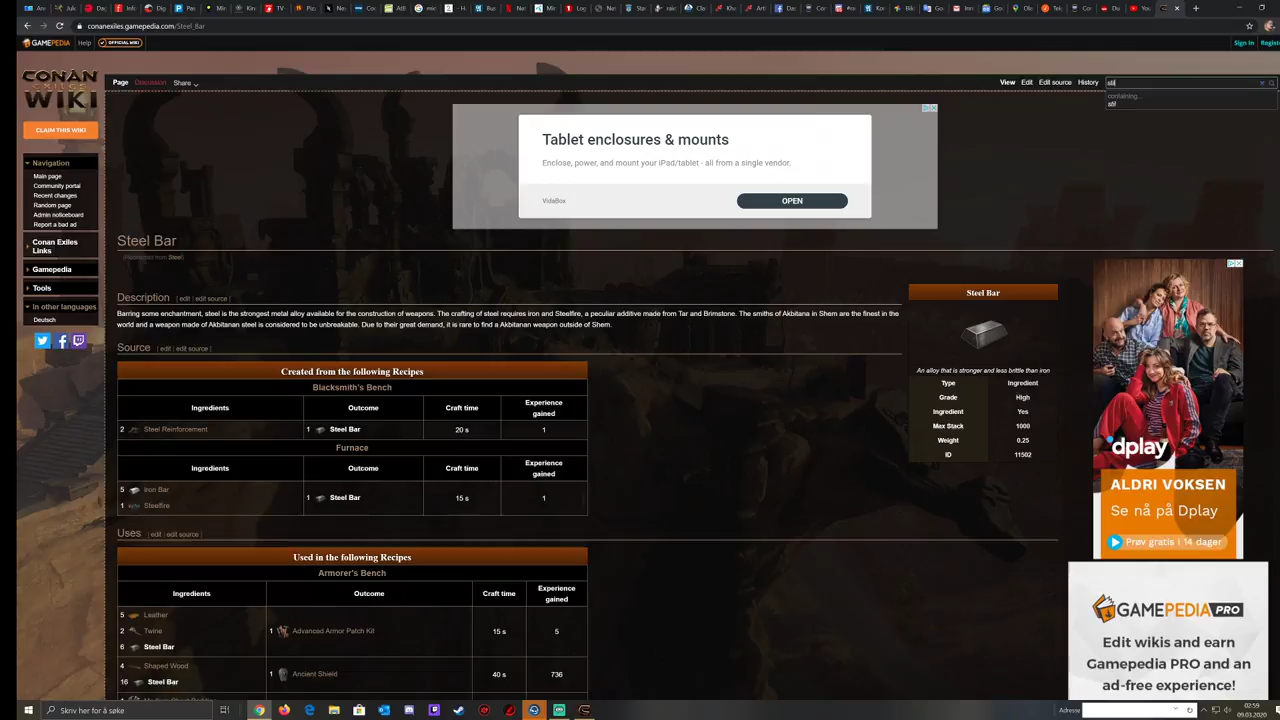 conanexiles.gamepedia.com/Steel_Bar
GAMEPEDIA Help OFFICIAL WIKI Sign In Registe
CONAN
EXILES
WIKI
CLAIM THIS WIKI
Navigation
Main page
Community portal
Recent changes
Random page
Admin noticeboard
Report a bad ad
Conan Exiles
Links
Gamepedia
Tools
In other languages
Deutsch
Page Discussion Share View Edit Edit source History
containing...
Tablet enclosures & mounts
Enclose, power, and mount your iPad/tablet - all from a single vendor.
VidaBox OPEN
Steel Bar
(Redirected from Steel)
Description [ edit | edit source ]
Barring some enchantment, steel is the strongest metal alloy available for the construction of weapons. The crafting of steel requires iron and Steelfire, a peculiar additive made from Tar and Brimstone. The smiths of Akbitana in Shem are the finest in the
world and a weapon made of Akbitanan steel is considered to be unbreakable. Due to their great demand, it is rare to find a Akbitanan weapon outside of Shem.
Source [ edit | edit source ]
Created from the following Recipes
Blacksmith's Bench
Ingredients Outcome Craft time Experience gained
2 Steel Reinforcement 1 Steel Bar 20 s 1
Furnace
Ingredients Outcome Craft time Experience gained
5 Iron Bar
1 Steelfire
1 Steel Bar 15 s 1
Uses [ edit | edit source ]
Used in the following Recipes
Armorer's Bench
Ingredients Outcome Craft time Experience gained
5 Leather
2 Twine
6 Steel Bar
1 Advanced Armor Patch Kit 15 s 5
4 Shaped Wood
16 Steel Bar
1 Ancient Shield 40 s 736
Steel Bar
An alloy that is stronger and less brittle than iron
Type Ingredient
Grade High
Ingredient Yes
Max Stack 1000
Weight 0.25
ID 11502
dplay
ALDRI VOKSEN
Se nå på Dplay
Prøv gratis i 14 dager
GAMEPEDIA PRO
Edit wikis and earn
Gamepedia PRO and an
ad-free experience!
Skriv her for å søke
Adresse
02:59
09.03.2020